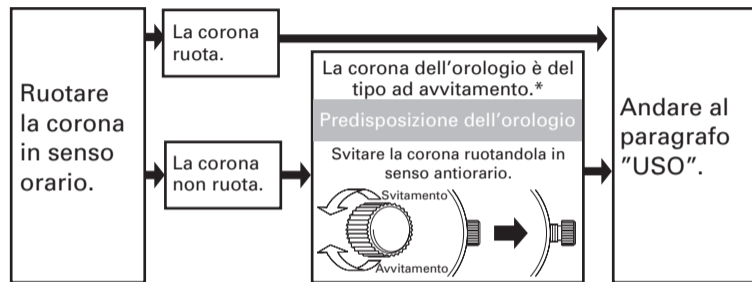 Ruotare
la corona
in senso
orario.
La corona
ruota.
La corona
non ruota.
La corona dell'orologio è del
tipo ad avvitamento.*
Predisposizione dell'orologio
Svitare la corona ruotandola in
senso antiorario.
Svitamento
Avvitamento
Andare al
paragrafo
"USO".